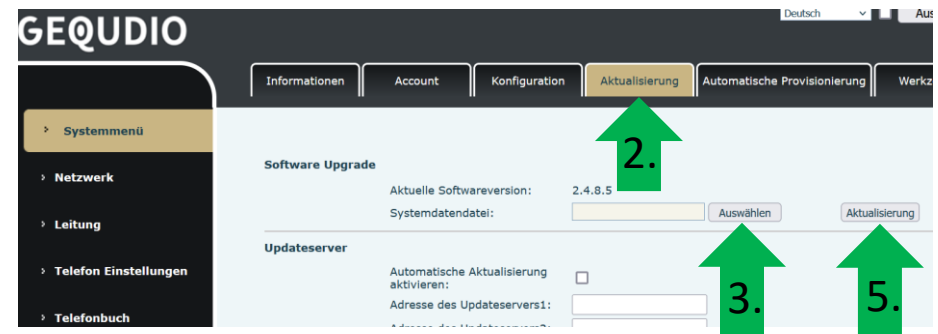 GEQUDIO
Deutsch
Informationen Account Konfiguration Aktualisierung Automatische Provisionierung
Systemmenü
Netzwerk
Leitung
Telefon Einstellungen
Telefonbuch
2.
Software Upgrade
Aktuelle Softwareversion: 2.4.8.5
Systemdatendatei: Auswählen Aktualisierung
Updateserver
Automatische Aktualisierung
aktivieren:
Adresse des Updateservers1:
3. 5.